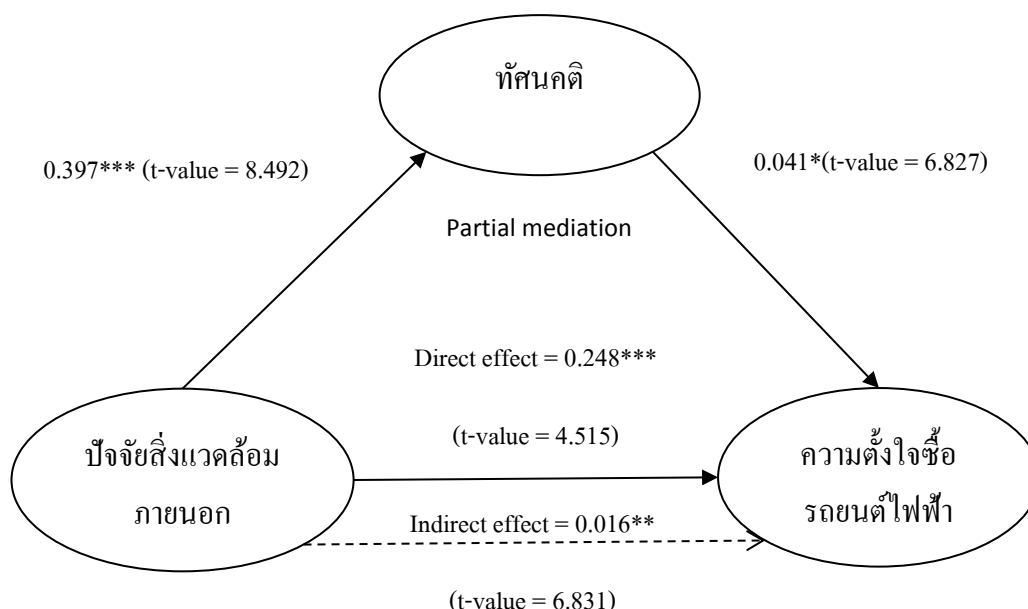 ทัศนคติ
0.397*** (t-value = 8.492)
0.041*(t-value = 6.827)
Partial mediation
Direct effect = 0.248***
(t-value = 4.515)
ปัจจัยสิ่งแวดล้อม
ภายนอก
ความตั้งใจซื้อ
รถยนต์ไฟฟ้า
Indirect effect = 0.016**
(t-value = 6.831)